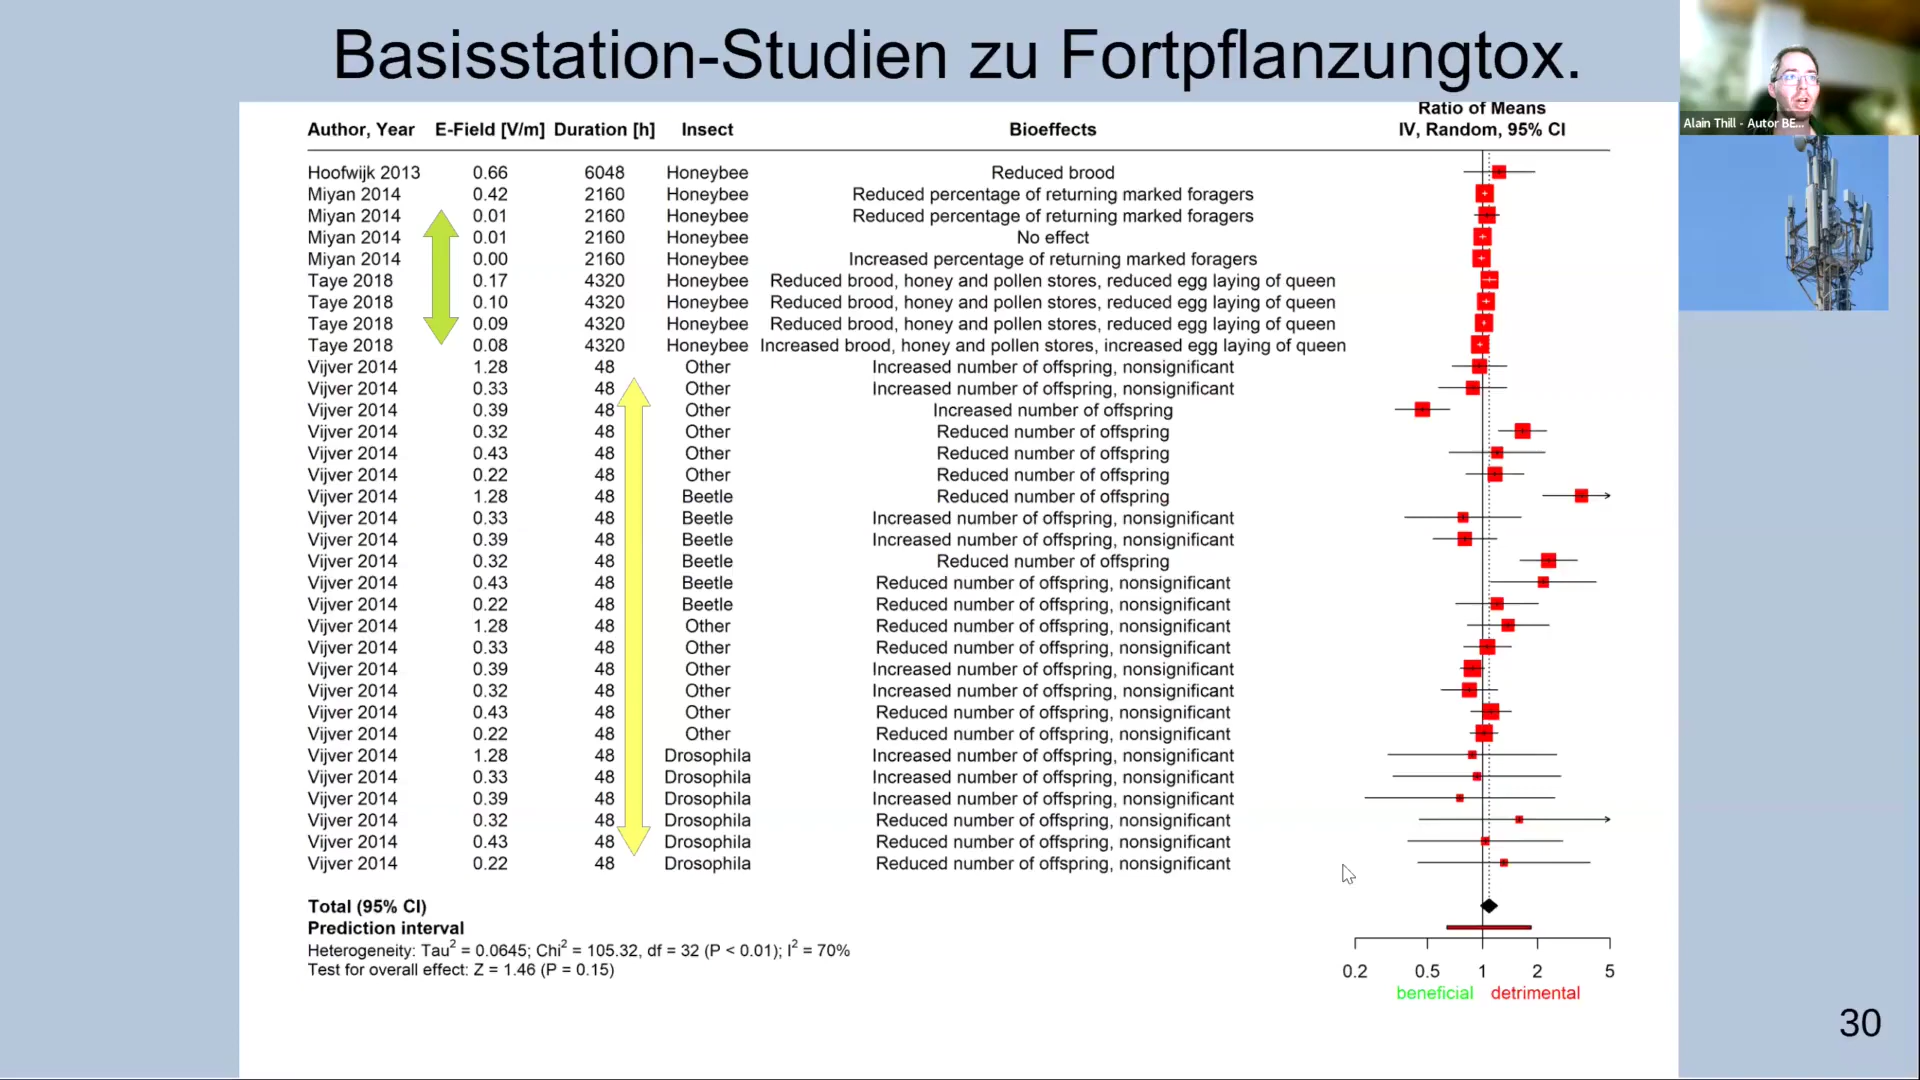 Basisstation-Studien zu Fortpflanzungtox.
Alain Thill - Autor BE...
Ratio of Means
Author, Year E-Field [V/m] Duration [h] Insect Bioeffects IV, Random, 95% CI
Hoofwijk 2013 0.66 6048 Honeybee Reduced brood
Miyan 2014 0.42 2160 Honeybee Reduced percentage of returning marked foragers
Miyan 2014 0.01 2160 Honeybee Reduced percentage of returning marked foragers
Miyan 2014 0.01 2160 Honeybee No effect
Miyan 2014 0.00 2160 Honeybee Increased percentage of returning marked foragers
Taye 2018 0.17 4320 Honeybee Reduced brood, honey and pollen stores, reduced egg laying of queen
Taye 2018 0.10 4320 Honeybee Reduced brood, honey and pollen stores, reduced egg laying of queen
Taye 2018 0.09 4320 Honeybee Reduced brood, honey and pollen stores, reduced egg laying of queen
Taye 2018 0.08 4320 Honeybee Increased brood, honey and pollen stores, increased egg laying of queen
Vijver 2014 1.28 48 Other Increased number of offspring, nonsignificant
Vijver 2014 0.33 48 Other Increased number of offspring, nonsignificant
Vijver 2014 0.39 48 Other Increased number of offspring
Vijver 2014 0.32 48 Other Reduced number of offspring
Vijver 2014 0.43 48 Other Reduced number of offspring
Vijver 2014 0.22 48 Other Reduced number of offspring
Vijver 2014 1.28 48 Beetle Reduced number of offspring
Vijver 2014 0.33 48 Beetle Increased number of offspring, nonsignificant
Vijver 2014 0.39 48 Beetle Increased number of offspring, nonsignificant
Vijver 2014 0.32 48 Beetle Reduced number of offspring
Vijver 2014 0.43 48 Beetle Reduced number of offspring, nonsignificant
Vijver 2014 0.22 48 Beetle Reduced number of offspring, nonsignificant
Vijver 2014 1.28 48 Other Reduced number of offspring, nonsignificant
Vijver 2014 0.33 48 Other Reduced number of offspring, nonsignificant
Vijver 2014 0.39 48 Other Increased number of offspring, nonsignificant
Vijver 2014 0.32 48 Other Increased number of offspring, nonsignificant
Vijver 2014 0.43 48 Other Reduced number of offspring, nonsignificant
Vijver 2014 0.22 48 Other Reduced number of offspring, nonsignificant
Vijver 2014 1.28 48 Drosophila Increased number of offspring, nonsignificant
Vijver 2014 0.33 48 Drosophila Increased number of offspring, nonsignificant
Vijver 2014 0.39 48 Drosophila Increased number of offspring, nonsignificant
Vijver 2014 0.32 48 Drosophila Reduced number of offspring, nonsignificant
Vijver 2014 0.43 48 Drosophila Reduced number of offspring, nonsignificant
Vijver 2014 0.22 48 Drosophila Reduced number of offspring, nonsignificant
Total (95% CI)
Prediction interval
Heterogeneity: Tau² = 0.0645; Chi² = 105.32, df = 32 (P < 0.01); I² = 70%
Test for overall effect: Z = 1.46 (P = 0.15)
0.2 0.5 1 2 5
beneficial detrimental
30